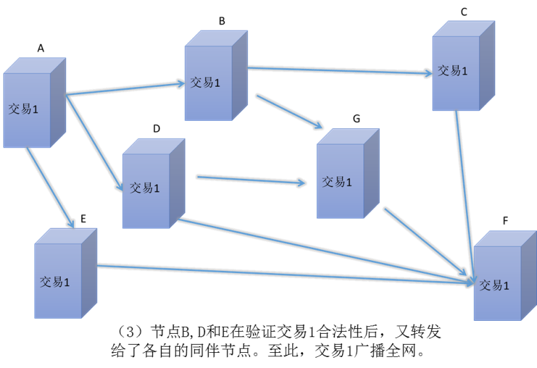 A
B
C
交易1
交易1
交易1
D
G
交易1
交易1
E
F
交易1
交易1
（3）节点B,D和E在验证交易1合法性后，又转发
给了各自的同伴节点。至此，交易1广播全网。